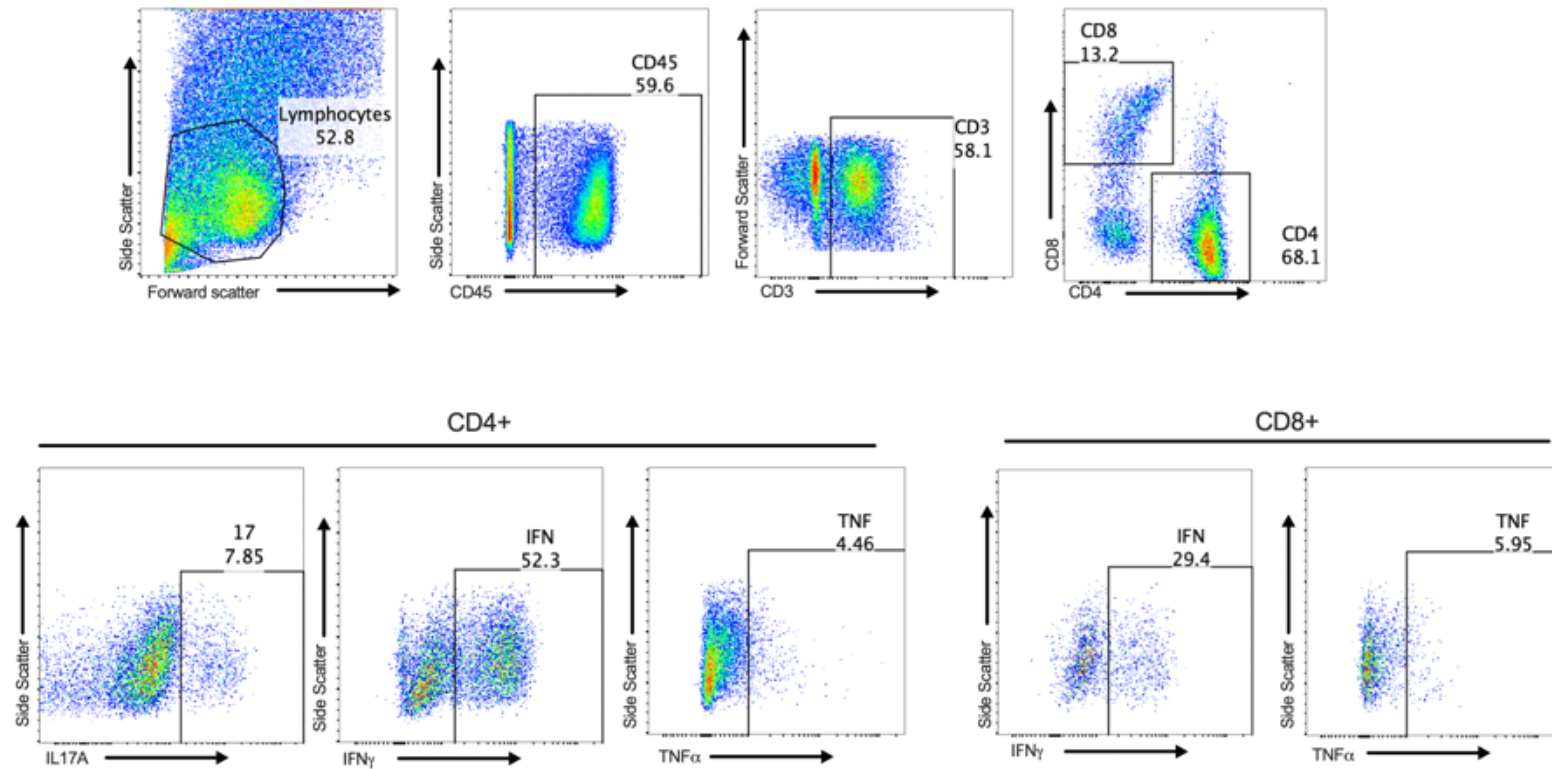 Lymphocytes
52.8
Side Scatter
Forward scatter
CD45
59.6
Side Scatter
CD45
CD3
58.1
Forward Scatter
CD3
CD8
13.2
CD4
68.1
CD8
CD4
CD4+
CD8+
17
7.85
Side Scatter
IL17A
IFN
52.3
Side Scatter
IFNγ
TNF
4.46
Side Scatter
TNFα
IFN
29.4
Side Scatter
IFNγ
TNF
5.95
Side Scatter
TNFα